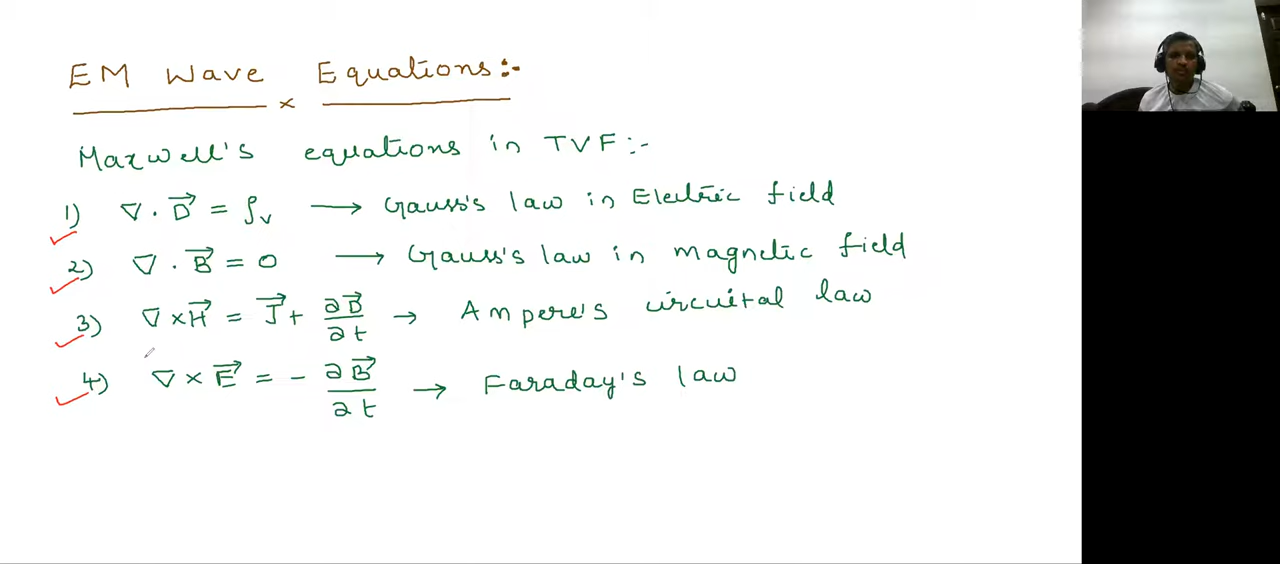 EM Wave Equations:-
Maxwell's equations in TVF:-
1) ∇ . D⃗ = ρv ⟶ Gauss's law in Electric field
2) ∇ . B⃗ = 0 ⟶ Gauss's law in magnetic field
3) ∇ × H⃗ = J⃗ + ∂D⃗/∂t → Ampere's circuital law
4) ∇ × E⃗ = - ∂B⃗/∂t → Faraday's law